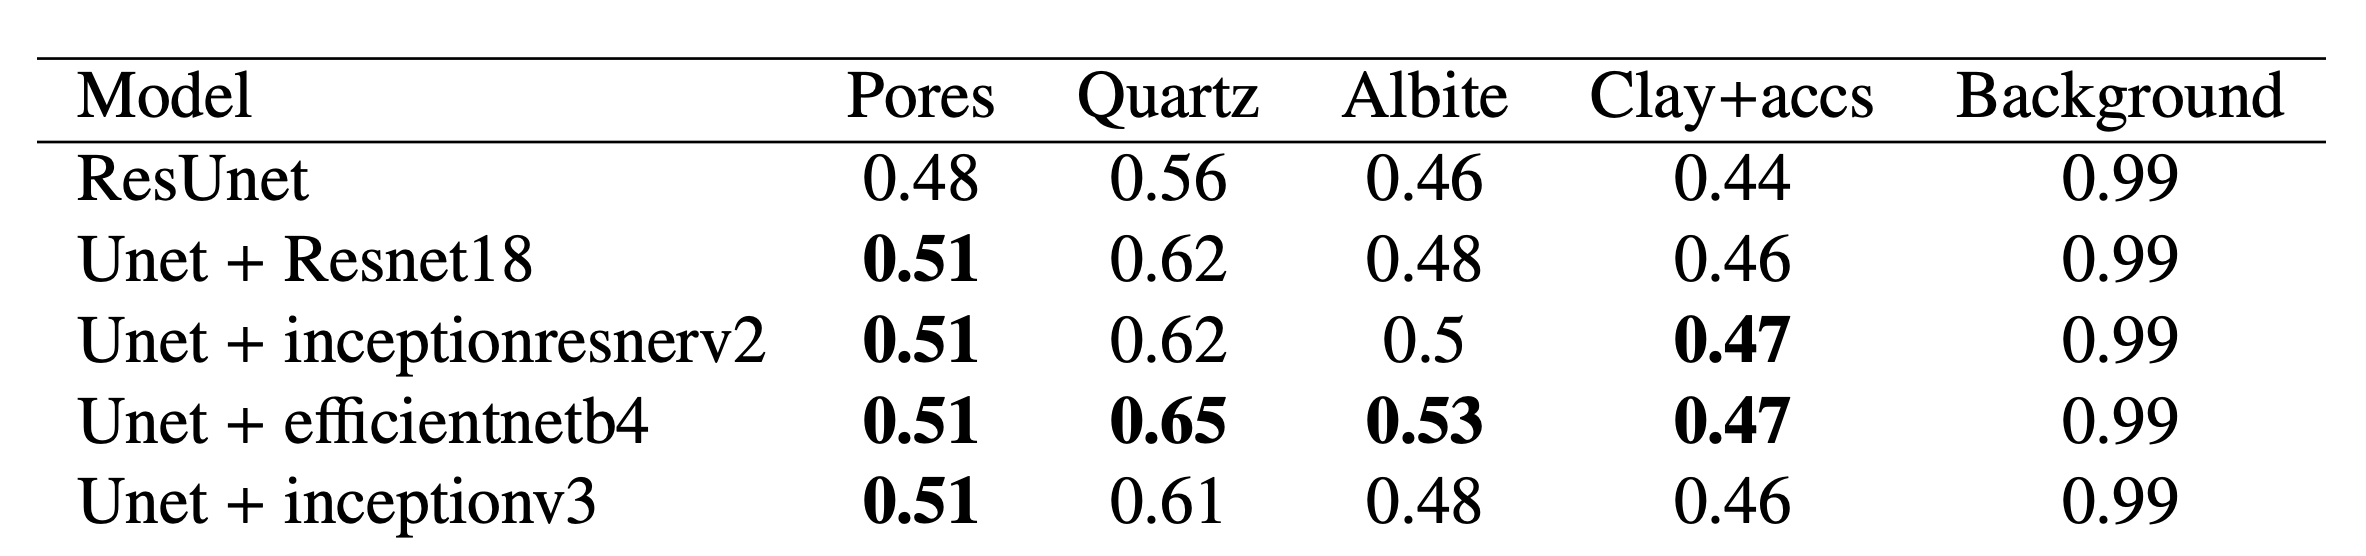 Model Pores Quartz Albite Clay+accs Background
ResUnet 0.48 0.56 0.46 0.44 0.99
Unet + Resnet18 0.51 0.62 0.48 0.46 0.99
Unet + inceptionresnerv2 0.51 0.62 0.5 0.47 0.99
Unet + efficientnetb4 0.51 0.65 0.53 0.47 0.99
Unet + inceptionv3 0.51 0.61 0.48 0.46 0.99